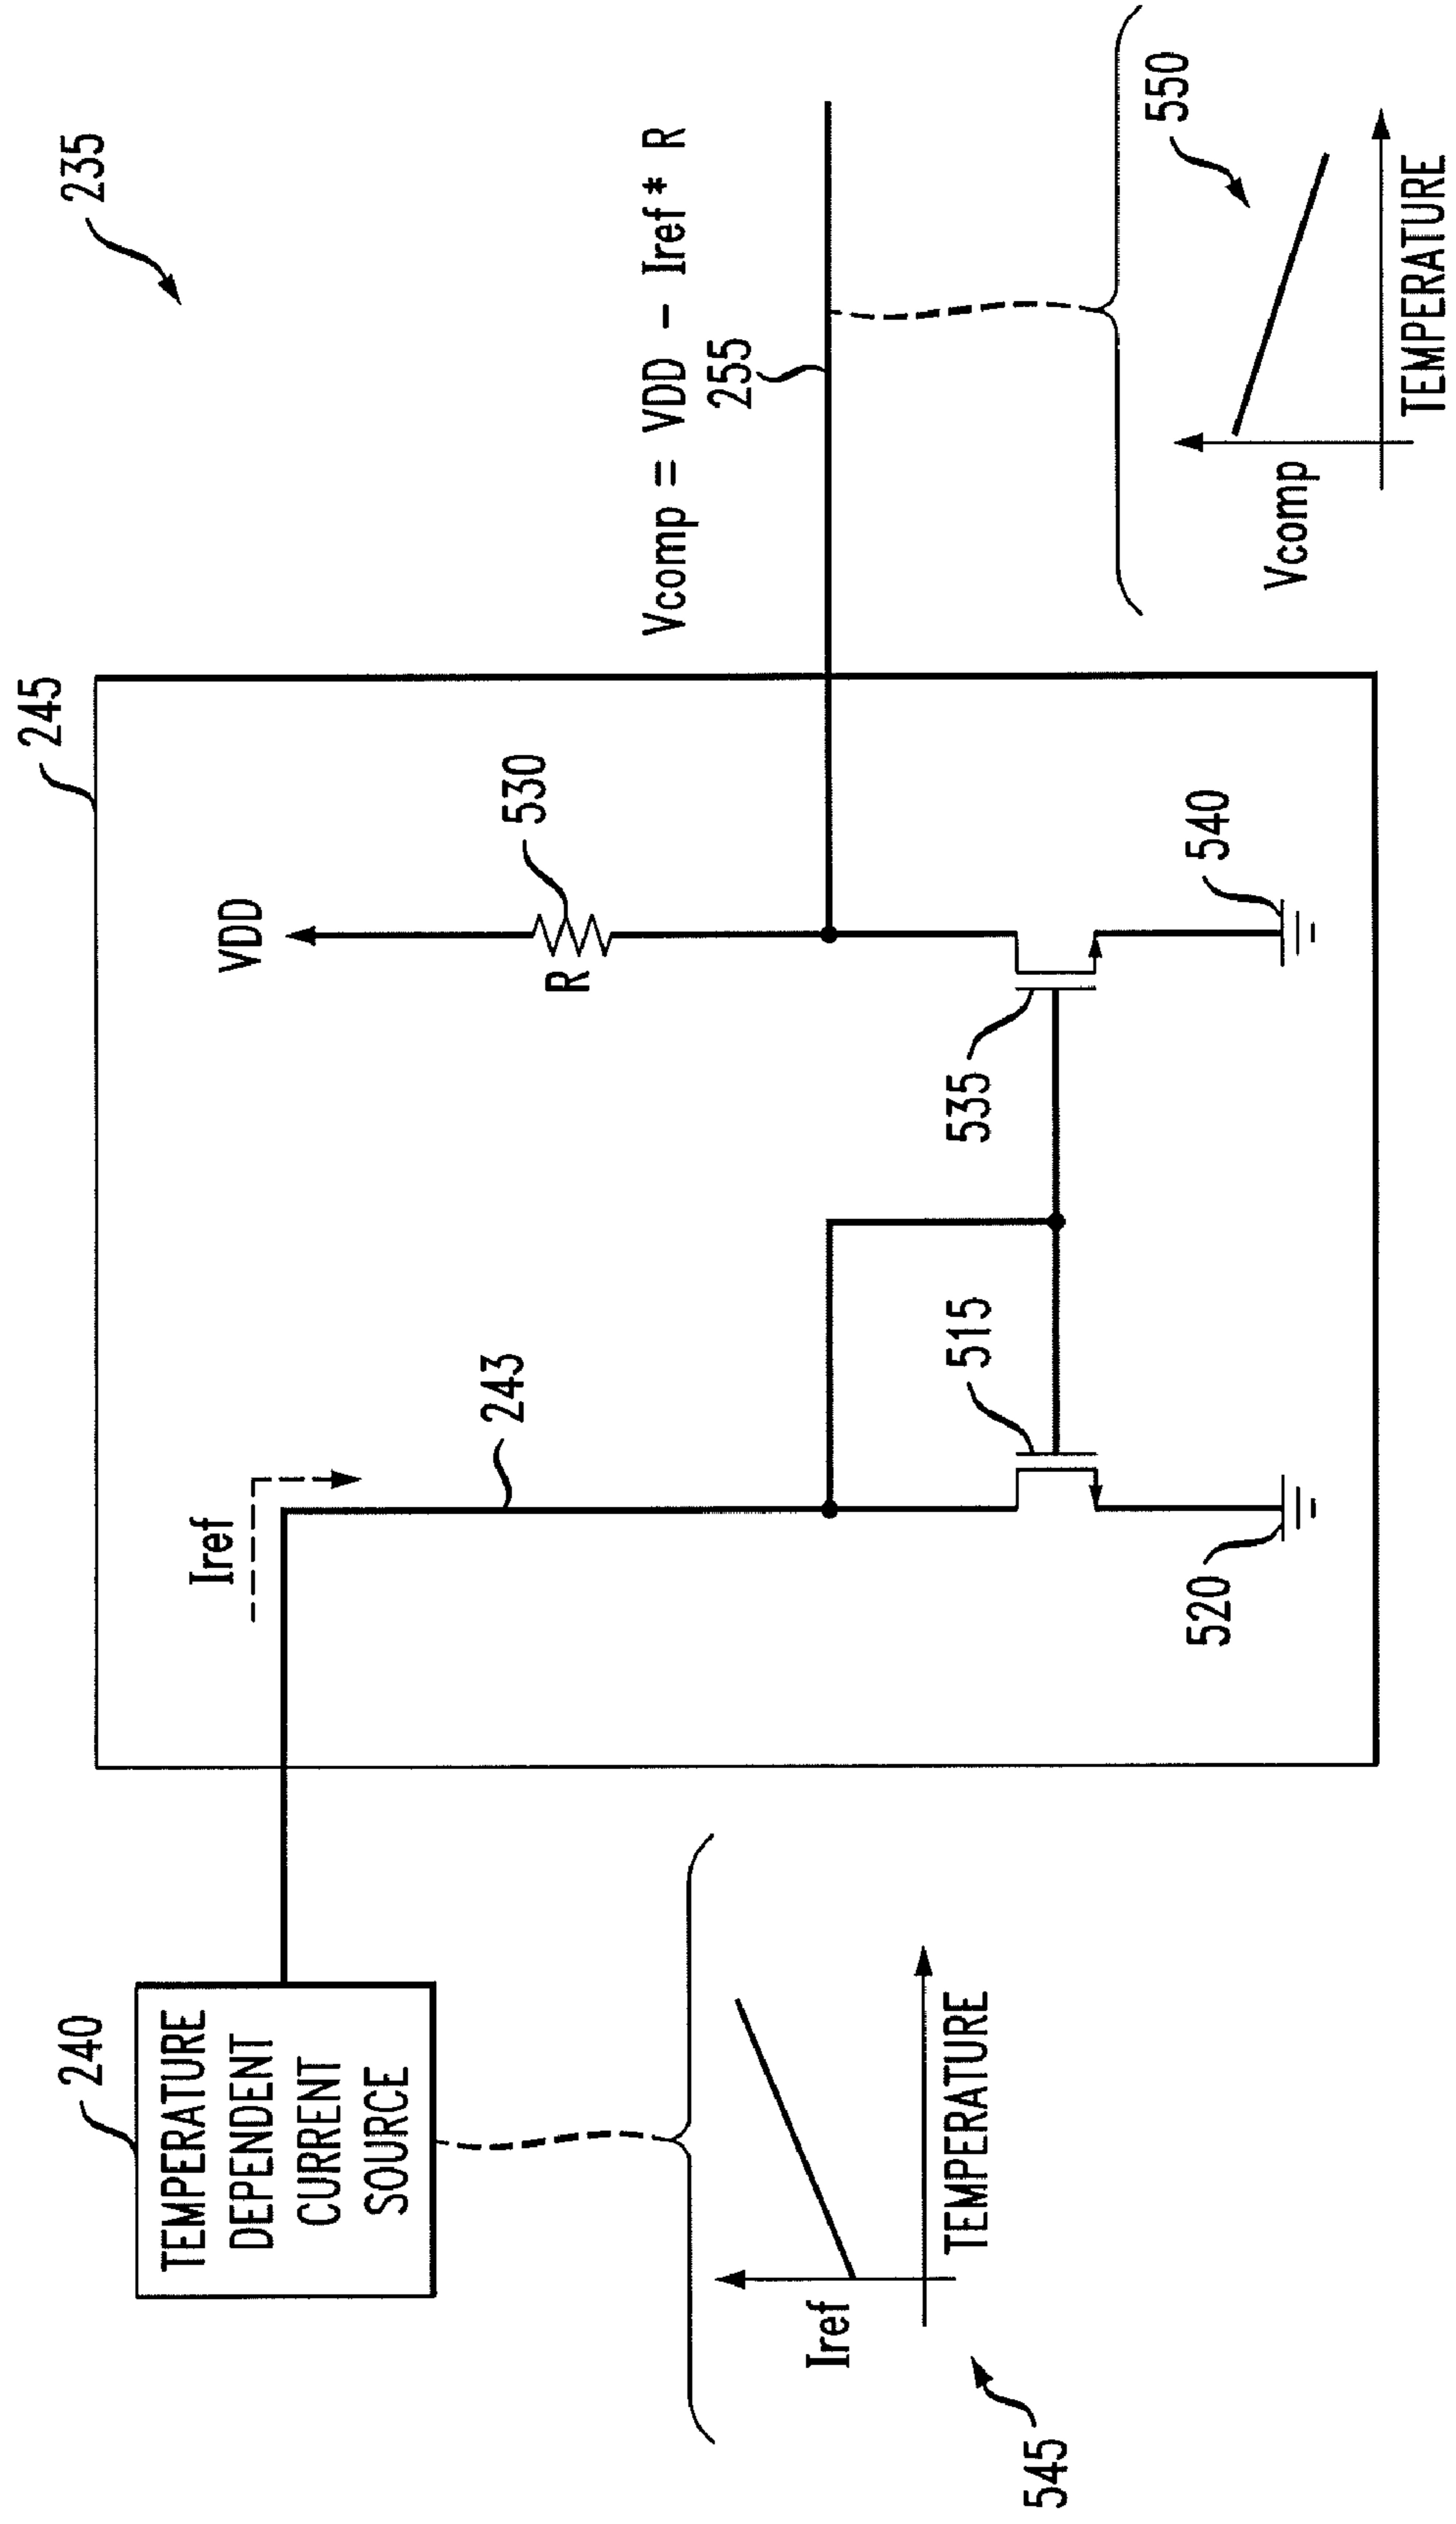 235
245
240
TEMPERATURE
DEPENDENT
CURRENT
SOURCE
Iref
243
VDD
R
530
Vcomp = VDD - Iref * R
255
515
535
520
540
Iref
TEMPERATURE
545
Vcomp
TEMPERATURE
550